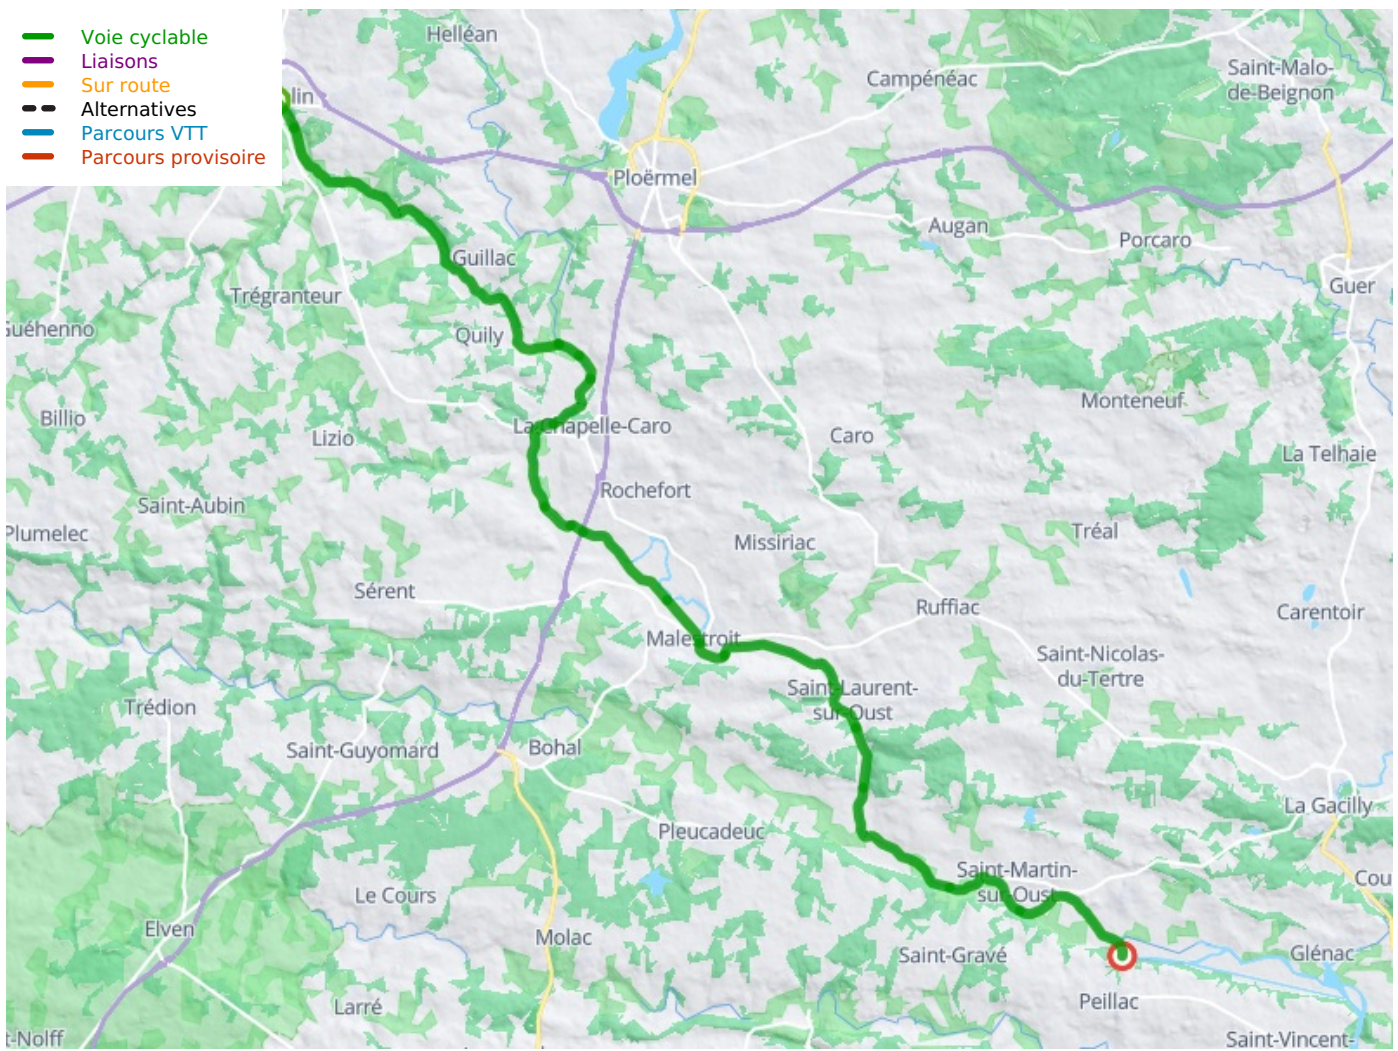 Voie cyclable
Liaisons
Sur route
Alternatives
Parcours VTT
Parcours provisoire
Helléan
Campénéac
Saint-Malo-
de-Beignon
lin
Ploërmel
Augan
Porcaro
Guillac
Guer
Trégranteur
Guéhenno
Quily
Monteneuf
Billio
Lizio
La Chapelle-Caro
Caro
La Telhaie
Rochefort
Saint-Aubin
Plumelec
Missiriac
Tréal
Sérent
Ruffiac
Carentoir
Malestroit
Saint-Nicolas-
du-Tertre
Saint-Laurent-
sur-Oust
Trédion
Saint-Guyomard
Bohal
La Gacilly
Pleucadeuc
Saint-Martin-
sur-Oust
Cou
Le Cours
Elven
Molac
Saint-Gravé
Glénac
Larré
Peillac
t-Nolff
Saint-Vincent-